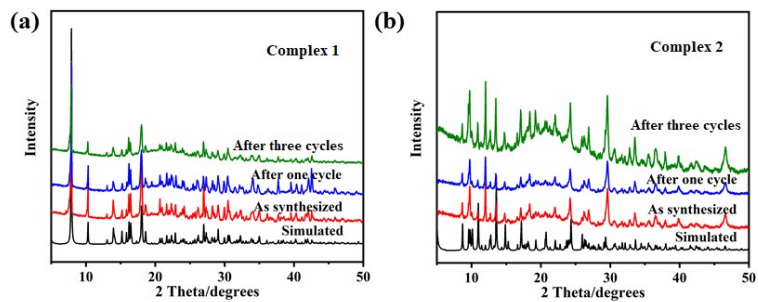 (a)
Complex 1
Intensity
After three cycles
After one cycle
As synthesized
Simulated
10 20 30 40 50
2 Theta/degrees
(b)
Complex 2
Intensity
After three cycles
After one cycle
As synthesized
Simulated
10 20 30 40 50
2 Theta/degrees